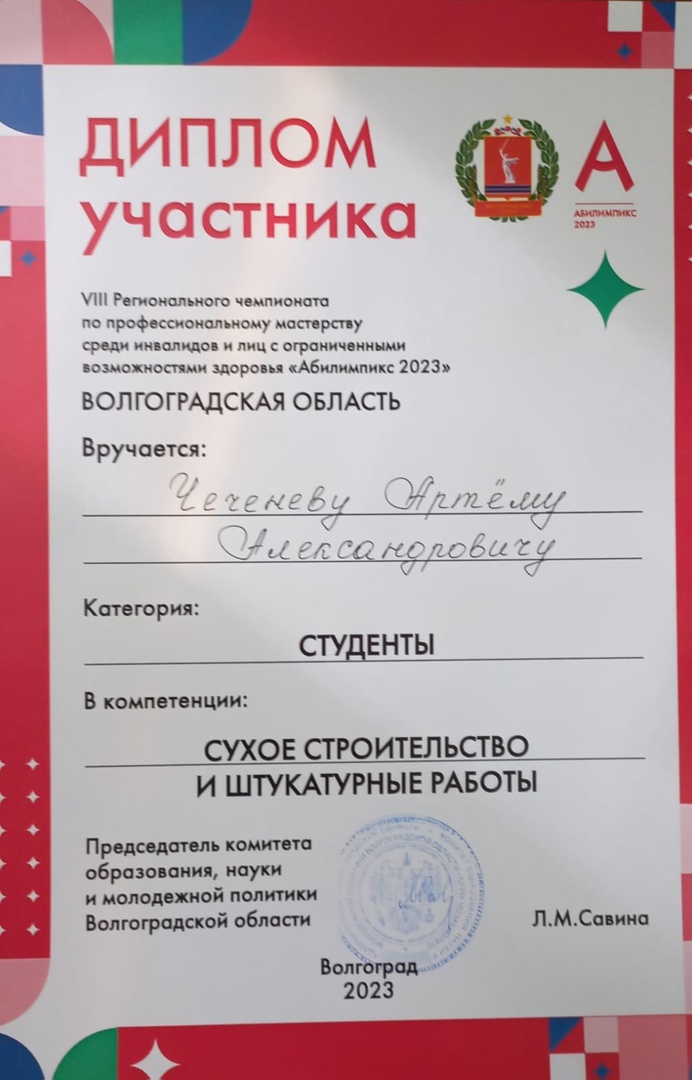 ДИПЛОМ
участника
АБИЛИМПИКС
2023
VIII Регионального чемпионата
по профессиональному мастерству
среди инвалидов и лиц с ограниченными
возможностями здоровья «Абилимпикс 2023»
ВОЛГОГРАДСКАЯ ОБЛАСТЬ
Вручается:
Чеченеву Артёму
Александровичу
Категория:
СТУДЕНТЫ
В компетенции:
СУХОЕ СТРОИТЕЛЬСТВО
И ШТУКАТУРНЫЕ РАБОТЫ
Председатель комитета
образования, науки
и молодежной политики
Волгоградской области
Л.М.Савина
Волгоград
2023